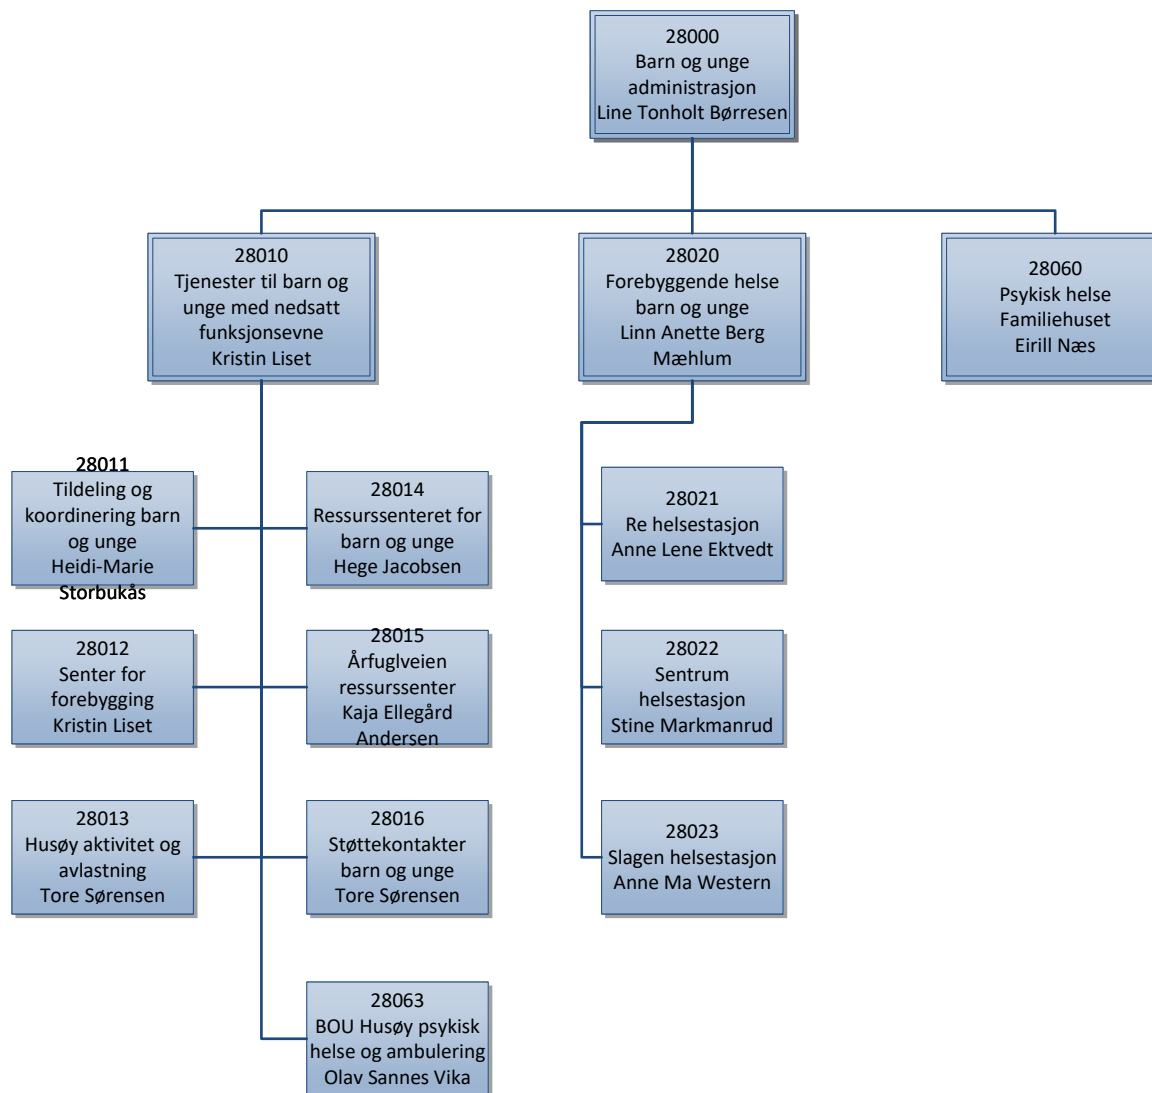 28000
Barn og unge
administrasjon
Line Tonholt Børresen
28010
Tjenester til barn og
unge med nedsatt
funksjonsevne
Kristin Liset
28020
Forebyggende helse
barn og unge
Linn Anette Berg
Mæhlum
28060
Psykisk helse
Familiehuset
Eirill Næs
28011
Tildeling og
koordinering barn
og unge
Heidi-Marie
Storbukås
28014
Ressurssenteret for
barn og unge
Hege Jacobsen
28021
Re helsestasjon
Anne Lene Ektvedt
28012
Senter for
forebygging
Kristin Liset
28015
Årfuglveien
ressurssenter
Kaja Ellegård
Andersen
28022
Sentrum
helsestasjon
Stine Markmanrud
28013
Husøy aktivitet og
avlastning
Tore Sørensen
28016
Støttekontakter
barn og unge
Tore Sørensen
28023
Slagen helsestasjon
Anne Ma Western
28063
BOU Husøy psykisk
helse og ambulering
Olav Sannes Vika